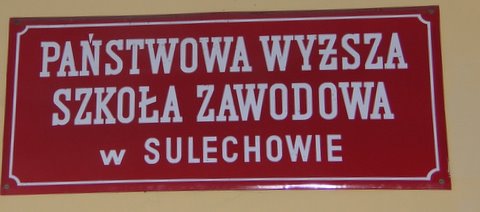 PAŃSTWOWA WYŻSZA
SZKOŁA ZAWODOWA
w SULECHOWIE